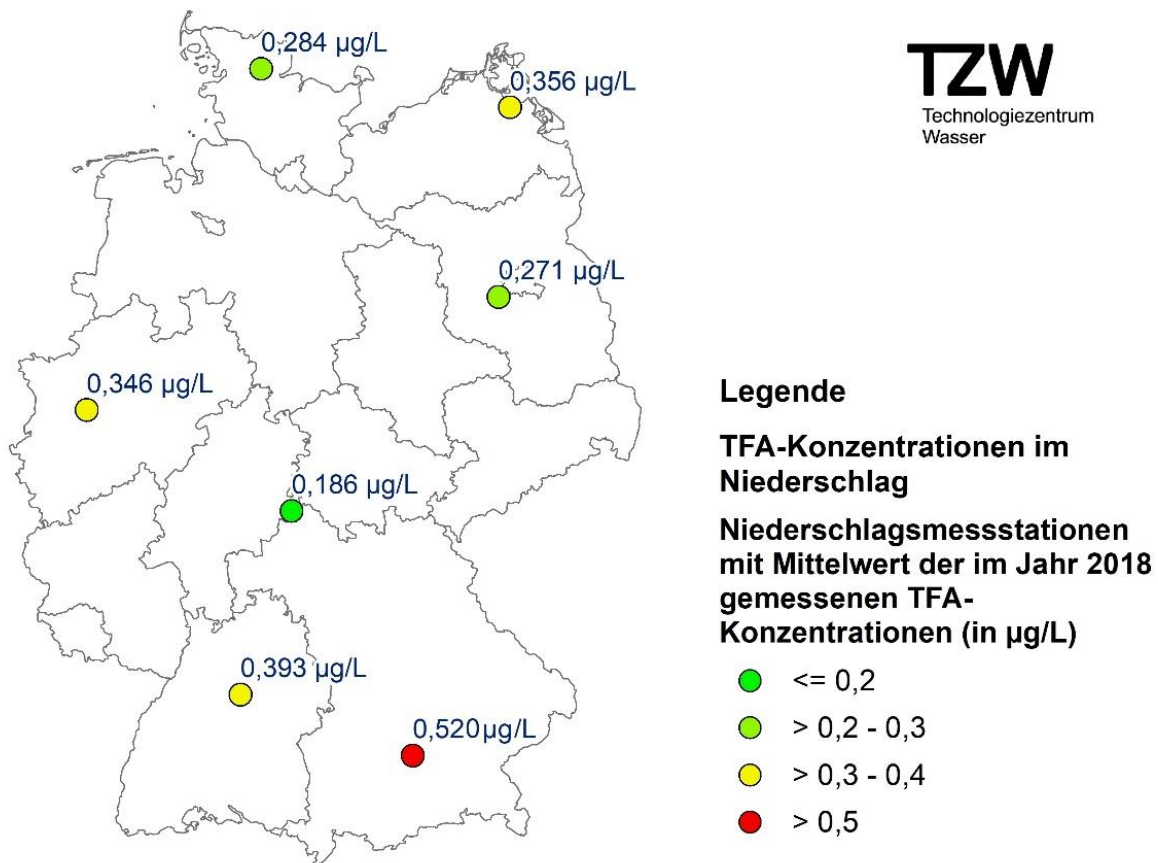 0,284 µg/L
0,356 µg/L
0,271 µg/L
0,346 µg/L
0,186 µg/L
0,393 µg/L
0,520µg/L
TZW
Technologiezentrum
Wasser
Legende
TFA-Konzentrationen im
Niederschlag
Niederschlagsmessstationen
mit Mittelwert der im Jahr 2018
gemessenen TFA-
Konzentrationen (in µg/L)
<= 0,2
> 0,2 - 0,3
> 0,3 - 0,4
> 0,5